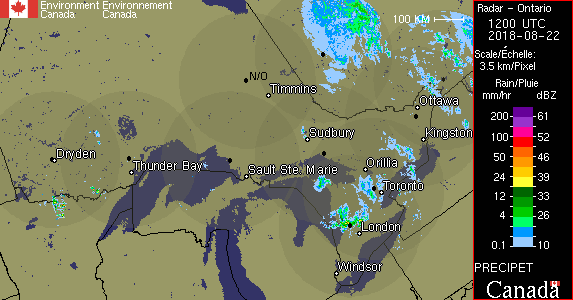 Environment Environnement
Canada Canada
100 KM
N/O
Timmins
Ottawa
Sudbury
Kingston
Dryden
Thunder Bay
Sault Ste. Marie
Orillia
Toronto
London
Windsor
Radar - Ontario
1200 UTC
2018-08-22
Scale/Échelle:
3.5 km/Pixel
Rain/Pluie
mm/hr dBZ
200 61
100 52
50 46
24 39
12 33
4 26
0.1 10
PRECIPET
Canada